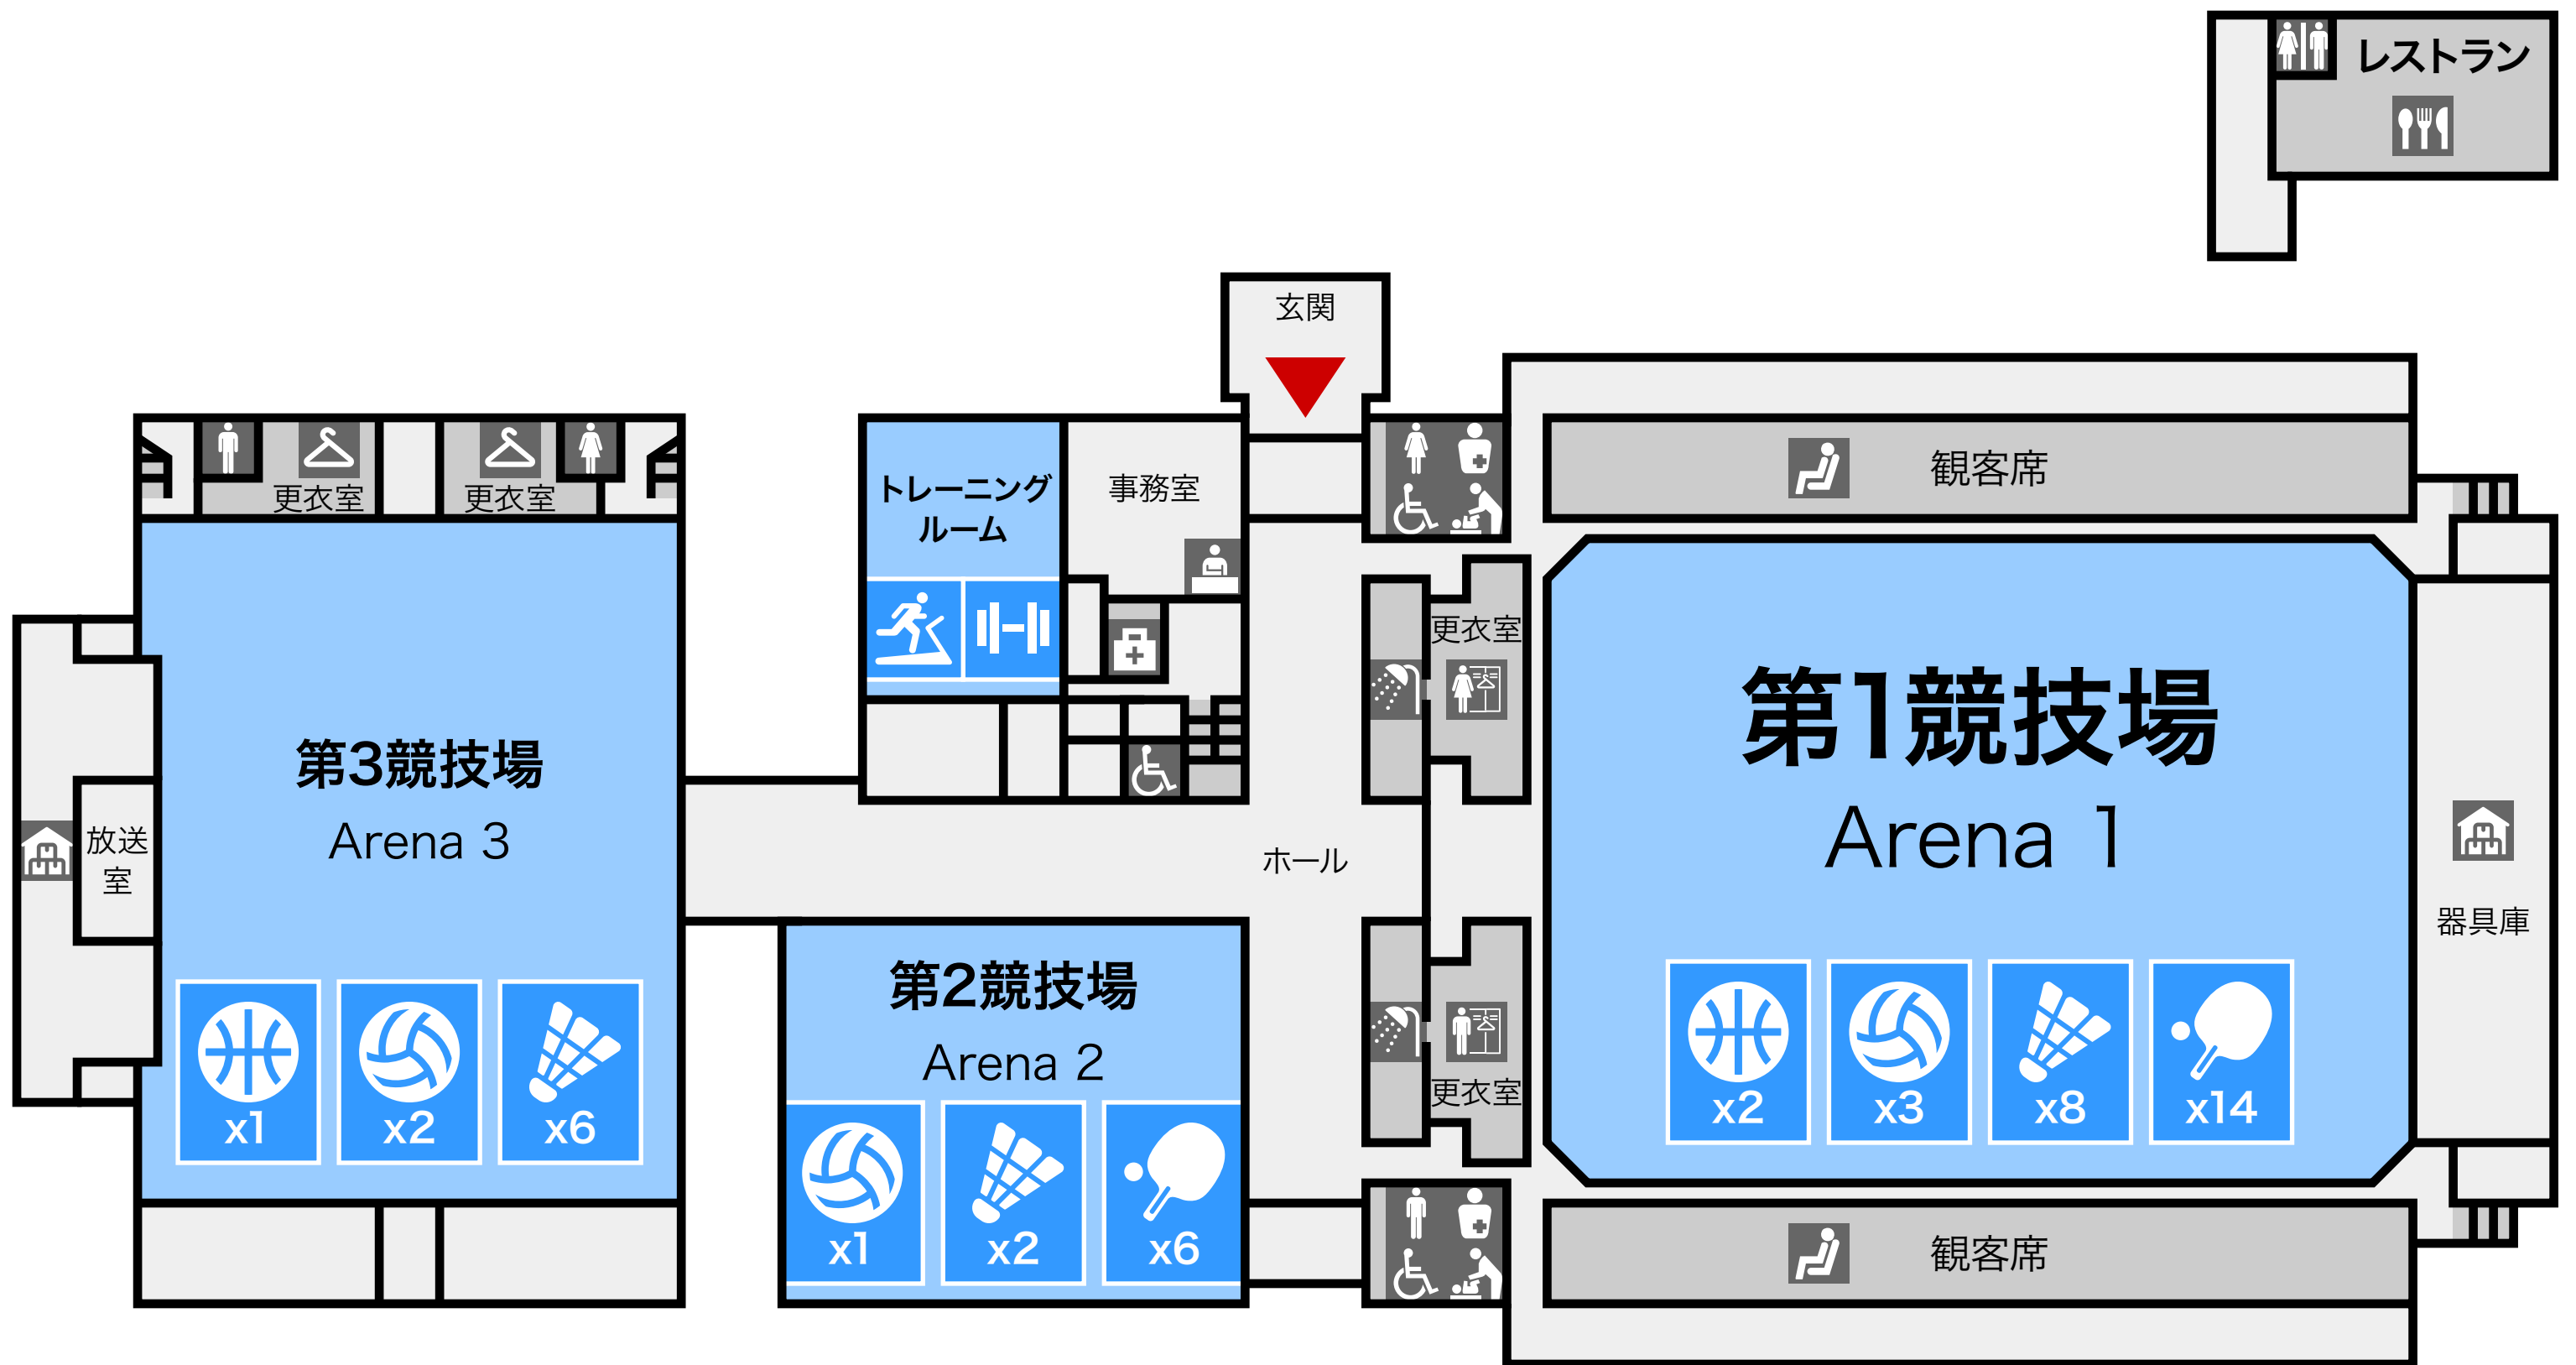 レストラン
玄関
観客席
トレーニング
ルーム
事務室
更衣室
更衣室
更衣室
第1競技場
Arena 1
第3競技場
Arena 3
放送
室
ホール
器具庫
第2競技場
Arena 2
更衣室
x1
x2
x6
x2
x3
x8
x14
x1
x2
x6
観客席